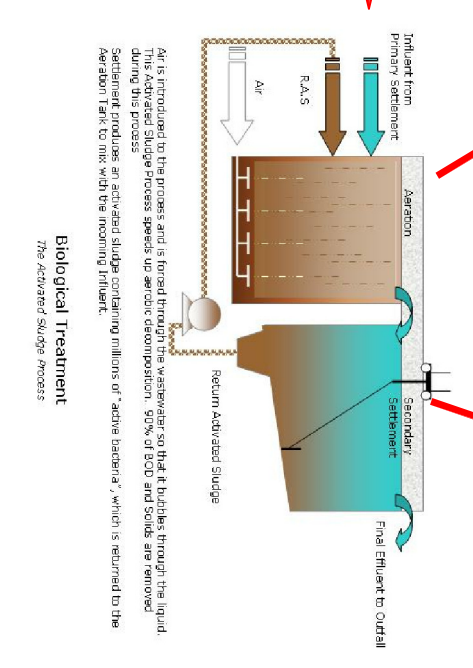 Influent from
Primary Settlement
R.A.S
Air
Aeration
Secondary
Settlement
Final Effluent to Outfall
Return Activated Sludge
Air is introduced to the process and is forced through the wastewater so that it bubbles through the liquid.
This Activated Sludge Process speeds up aerobic decomposition. 90% of BOD and Solids are removed
during this process
Settlement produces an activated sludge containing millions of "active bacteria", which is returned to the
Aeration Tank to mix with the incoming Influent.
Biological Treatment
The Activated Sludge Process